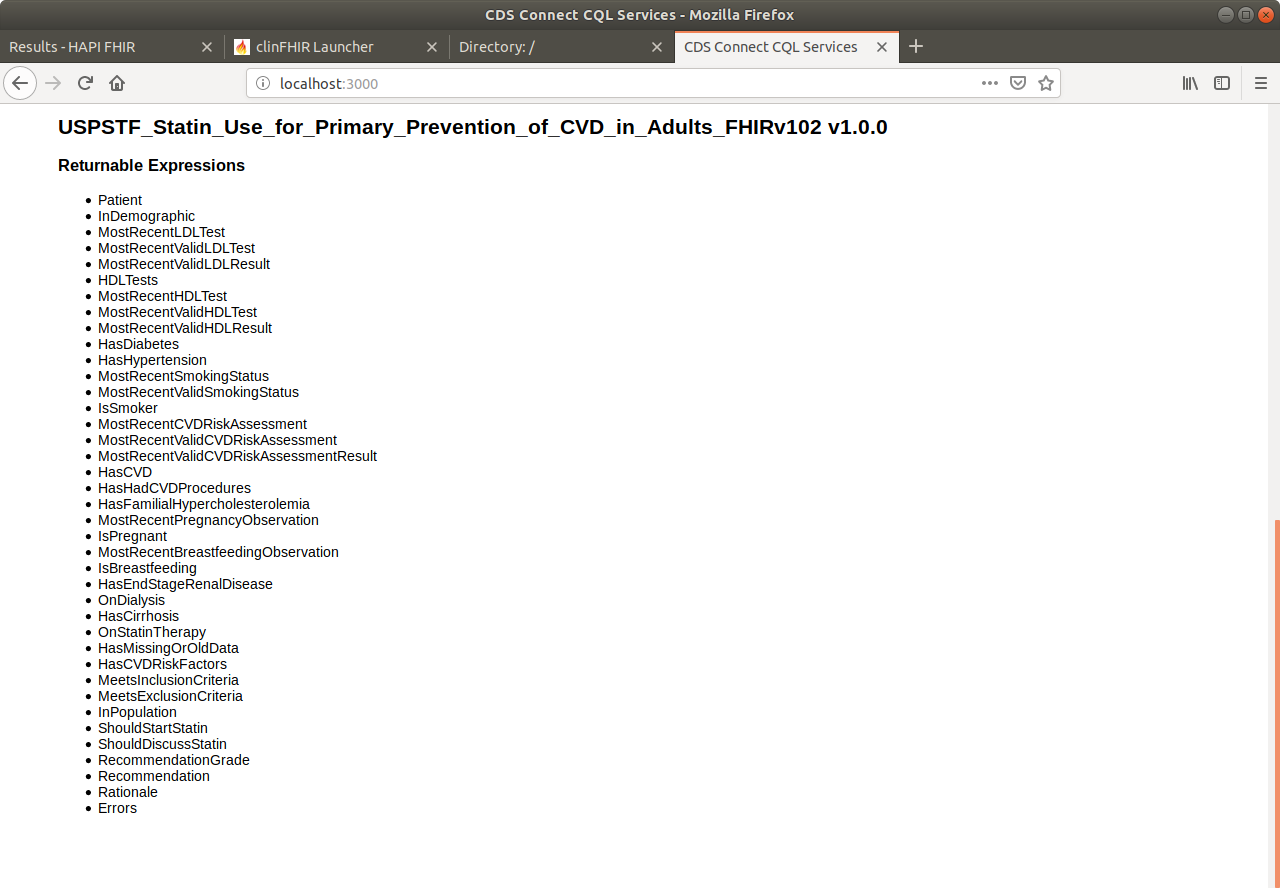 CDS Connect CQL Services - Mozilla Firefox
Results - HAPI FHIR
clinFHIR Launcher
Directory: /
CDS Connect CQL Services
localhost:3000
USPSTF_Statin_Use_for_Primary_Prevention_of_CVD_in_Adults_FHIRv102 v1.0.0
Returnable Expressions
Patient
InDemographic
MostRecentLDLTest
MostRecentValidLDLTest
MostRecentValidLDLResult
HDLTests
MostRecentHDLTest
MostRecentValidHDLTest
MostRecentValidHDLResult
HasDiabetes
HasHypertension
MostRecentSmokingStatus
MostRecentValidSmokingStatus
IsSmoker
MostRecentCVDRiskAssessment
MostRecentValidCVDRiskAssessment
MostRecentValidCVDRiskAssessmentResult
HasCVD
HasHadCVDProcedures
HasFamilialHypercholesterolemia
MostRecentPregnancyObservation
IsPregnant
MostRecentBreastfeedingObservation
IsBreastfeeding
HasEndStageRenalDisease
OnDialysis
HasCirrhosis
OnStatinTherapy
HasMissingOrOldData
HasCVDRiskFactors
MeetsInclusionCriteria
MeetsExclusionCriteria
InPopulation
ShouldStartStatin
ShouldDiscussStatin
RecommendationGrade
Recommendation
Rationale
Errors